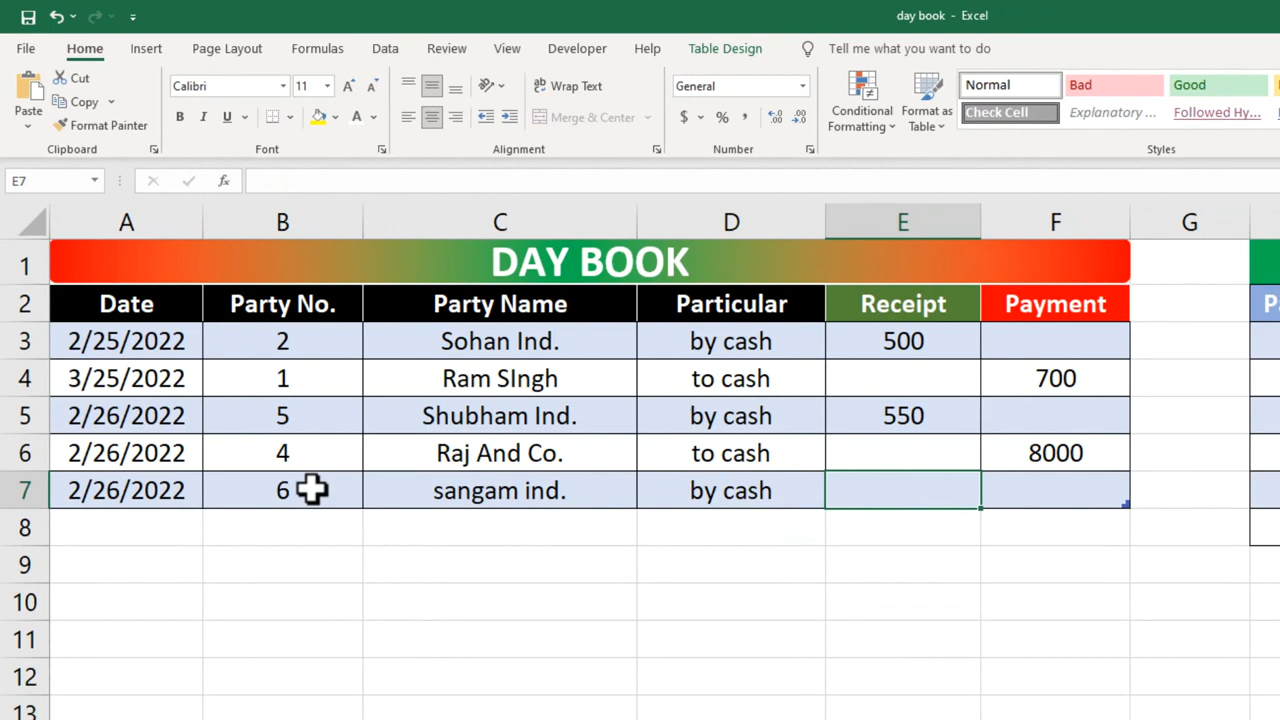 day book - Excel
File Home Insert Page Layout Formulas Data Review View Developer Help Table Design Tell me what you want to do
Paste
Cut
Copy
Format Painter
Clipboard
Calibri 11 A A
B I U A
Font
ab Wrap Text
Merge & Center
Alignment
General
$ % , .00 .00
Number
Conditional Formatting
Format as Table
Normal Bad Good
Check Cell Explanatory ... Followed Hy...
Styles
E7 fx
A B C D E F G
1 DAY BOOK
2 Date Party No. Party Name Particular Receipt Payment
3 2/25/2022 2 Sohan Ind. by cash 500
4 3/25/2022 1 Ram SIngh to cash 700
5 2/26/2022 5 Shubham Ind. by cash 550
6 2/26/2022 4 Raj And Co. to cash 8000
7 2/26/2022 6 sangam ind. by cash
8
9
10
11
12
13